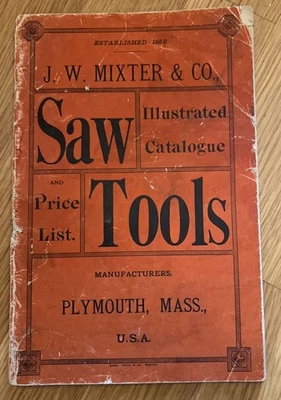 ESTABLISHED 1858
J. W. MIXTER & CO.,
Saw
Illustrated
Catalogue
AND
Price
List.
Tools
MANUFACTURERS.
PLYMOUTH, MASS.,
U.S.A.